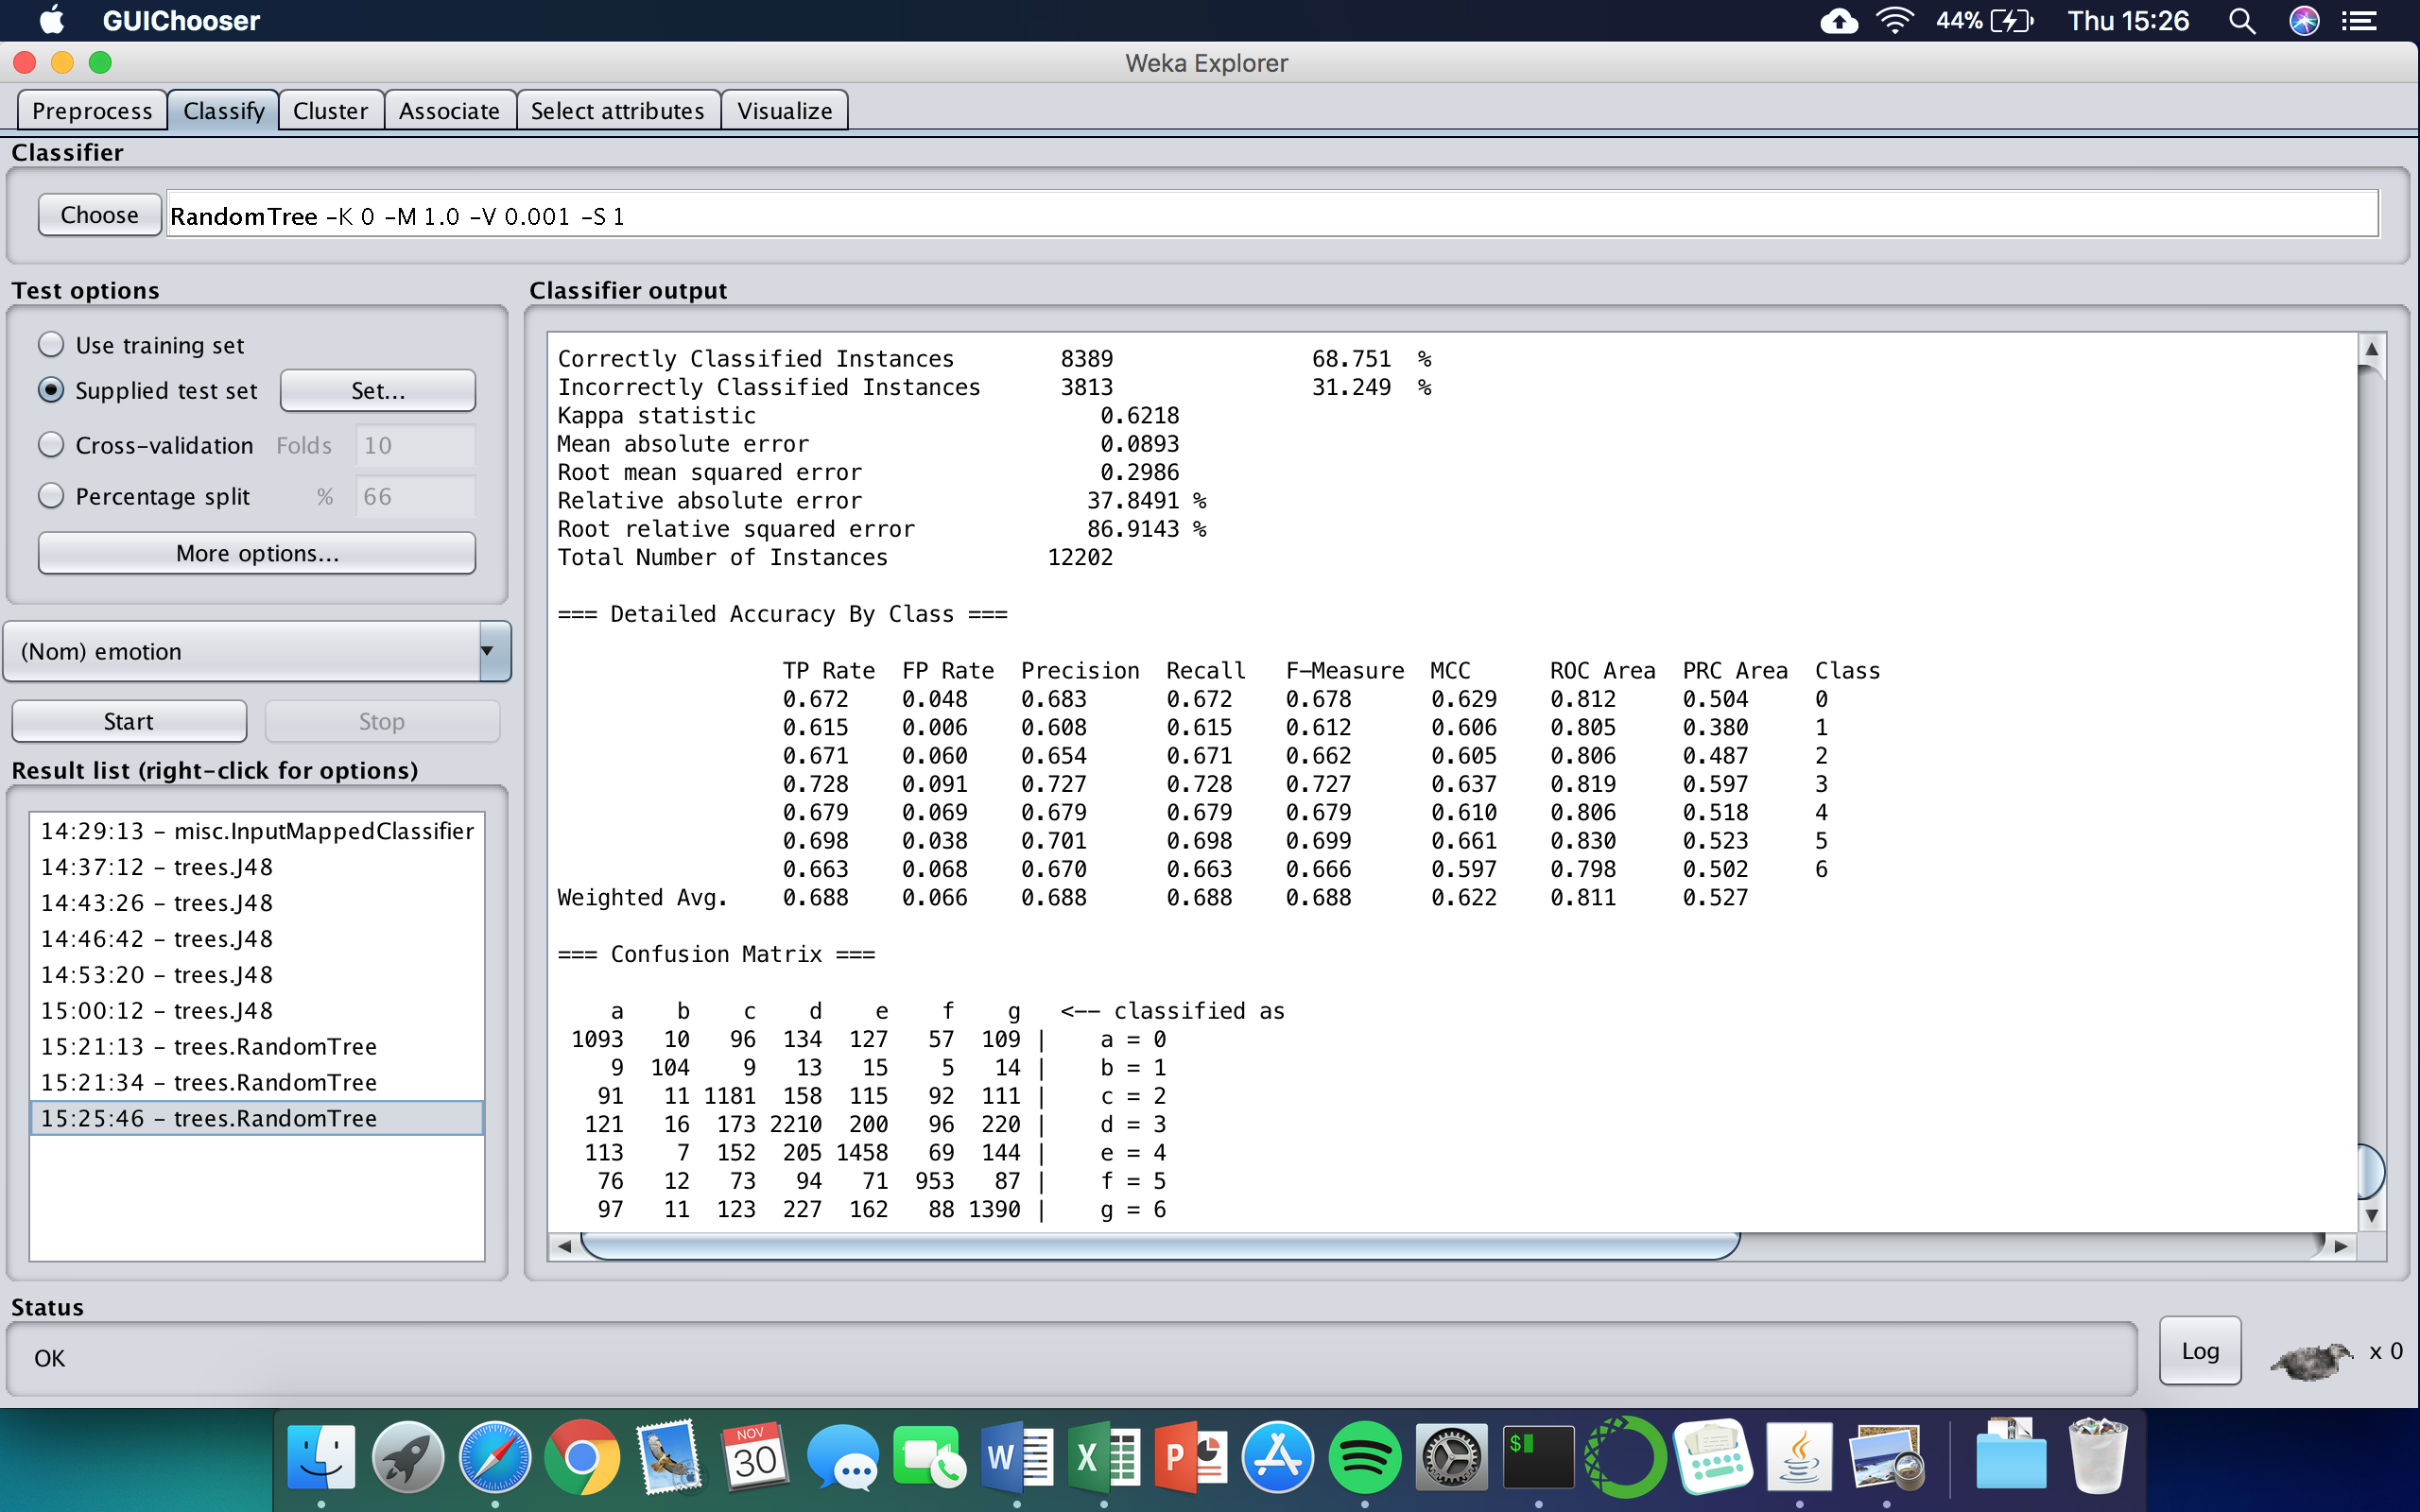 GUIChooser 44% Thu 15:26
Weka Explorer
Preprocess Classify Cluster Associate Select attributes Visualize
Classifier
Choose RandomTree -K 0 -M 1.0 -V 0.001 -S 1
Test options
Use training set
Supplied test set Set...
Cross-validation Folds 10
Percentage split % 66
More options...
(Nom) emotion
Start Stop
Result list (right-click for options)
14:29:13 - misc.InputMappedClassifier
14:37:12 - trees.J48
14:43:26 - trees.J48
14:46:42 - trees.J48
14:53:20 - trees.J48
15:00:12 - trees.J48
15:21:13 - trees.RandomTree
15:21:34 - trees.RandomTree
15:25:46 - trees.RandomTree
Classifier output
Correctly Classified Instances 8389 68.751 %
Incorrectly Classified Instances 3813 31.249 %
Kappa statistic 0.6218
Mean absolute error 0.0893
Root mean squared error 0.2986
Relative absolute error 37.8491 %
Root relative squared error 86.9143 %
Total Number of Instances 12202
=== Detailed Accuracy By Class ===
TP Rate FP Rate Precision Recall F-Measure MCC ROC Area PRC Area Class
0.672 0.048 0.683 0.672 0.678 0.629 0.812 0.504 0
0.615 0.006 0.608 0.615 0.612 0.606 0.805 0.380 1
0.671 0.060 0.654 0.671 0.662 0.605 0.806 0.487 2
0.728 0.091 0.727 0.728 0.727 0.637 0.819 0.597 3
0.679 0.069 0.679 0.679 0.679 0.610 0.806 0.518 4
0.698 0.038 0.701 0.698 0.699 0.661 0.830 0.523 5
0.663 0.068 0.670 0.663 0.666 0.597 0.798 0.502 6
Weighted Avg. 0.688 0.066 0.688 0.688 0.688 0.622 0.811 0.527
=== Confusion Matrix ===
a b c d e f g <-- classified as
1093 10 96 134 127 57 109 | a = 0
9 104 9 13 15 5 14 | b = 1
91 11 1181 158 115 92 111 | c = 2
121 16 173 2210 200 96 220 | d = 3
113 7 152 205 1458 69 144 | e = 4
76 12 73 94 71 953 87 | f = 5
97 11 123 227 162 88 1390 | g = 6
Status
OK
Log x 0
NOV
30
W
X
P
$